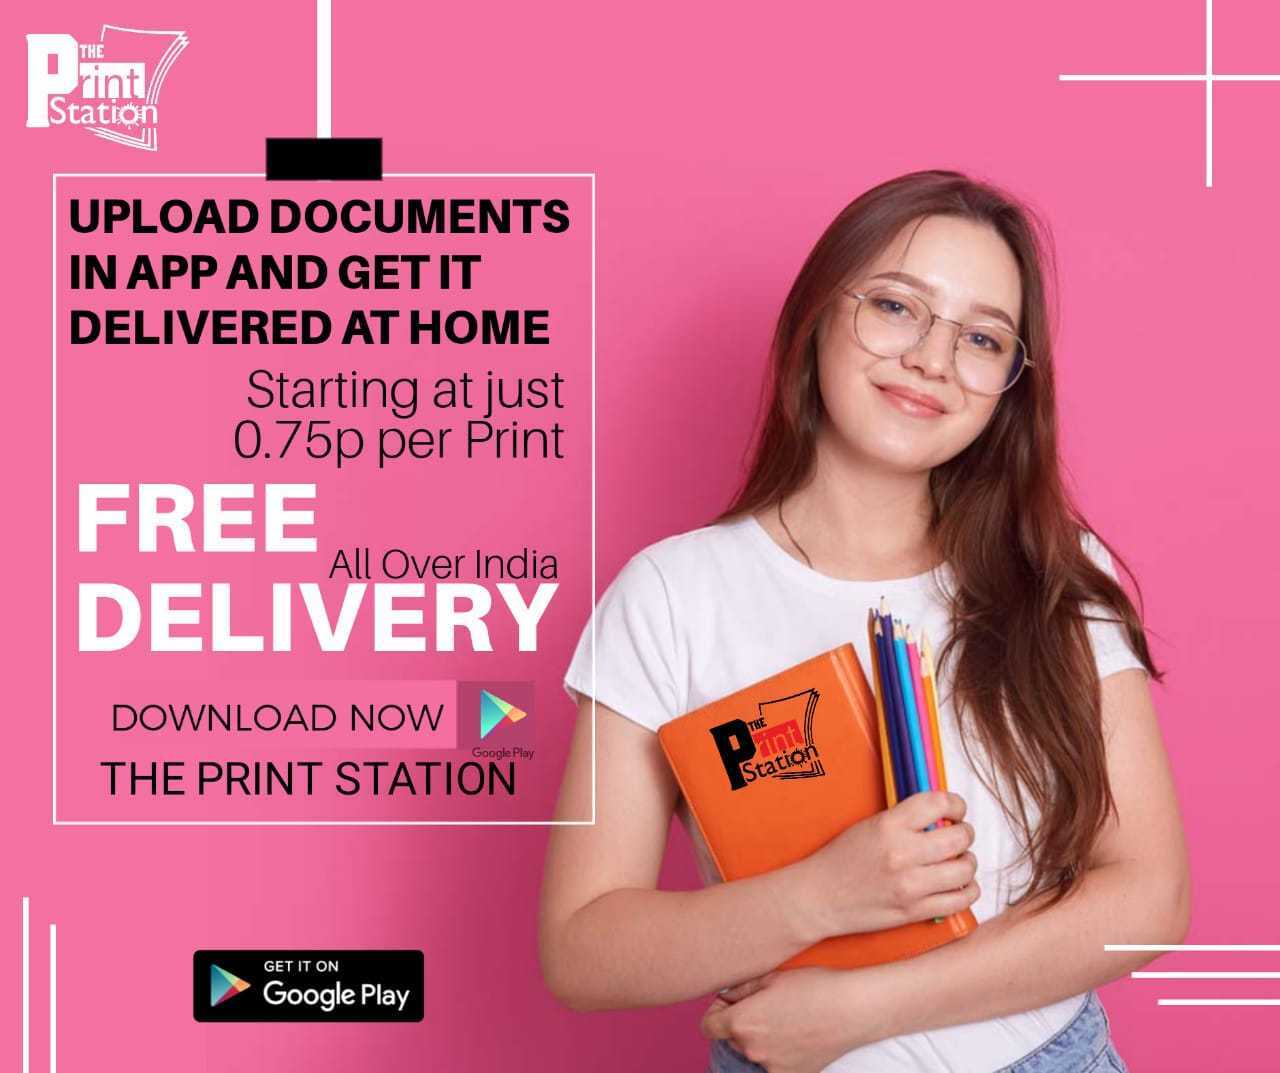 THE
Print
Station
UPLOAD DOCUMENTS
IN APP AND GET IT
DELIVERED AT HOME
Starting at just
0.75p per Print
FREE
All Over India
DELIVERY
DOWNLOAD NOW
Google Play
THE PRINT STATION
THE
Print
Station
GET IT ON
Google Play